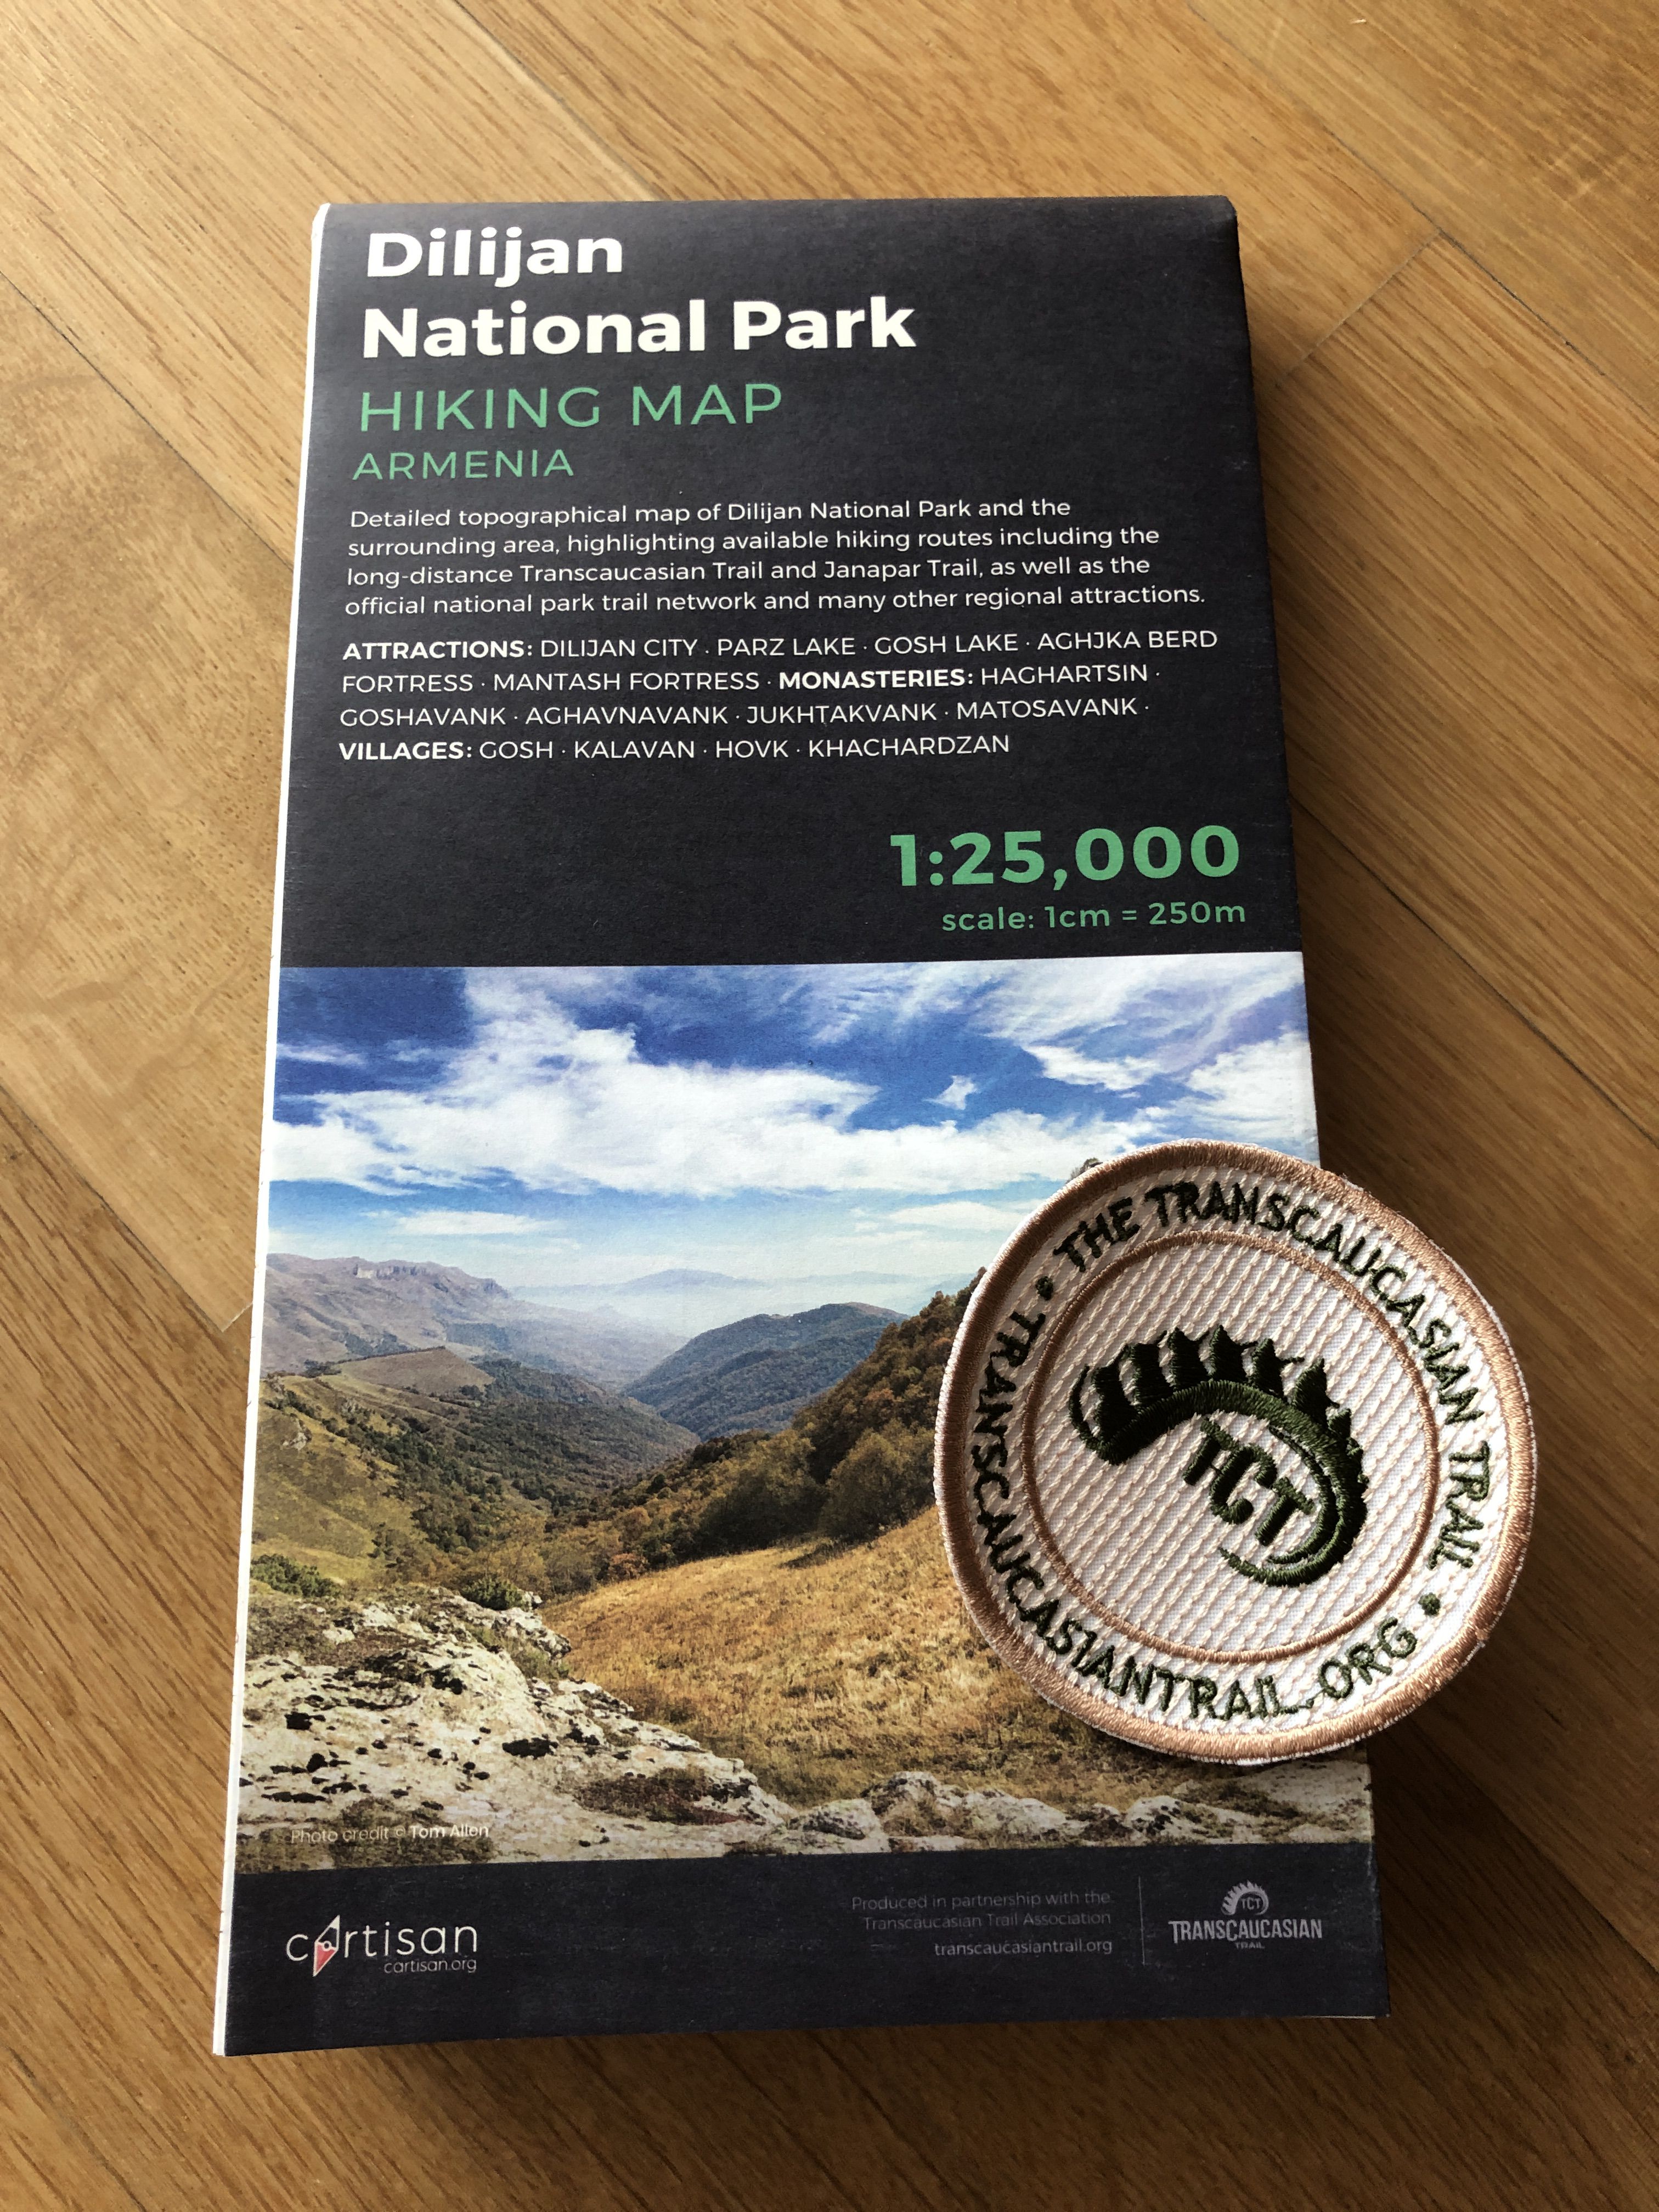 Dilijan
National Park
HIKING MAP
ARMENIA
Detailed topographical map of Dilijan National Park and the
surrounding area, highlighting available hiking routes including the
long-distance Transcaucasian Trail and Janapar Trail, as well as the
official national park trail network and many other regional attractions.
ATTRACTIONS: DILIJAN CITY · PARZ LAKE · GOSH LAKE · AGHJKA BERD
FORTRESS · MANTASH FORTRESS · MONASTERIES: HAGHARTSIN ·
GOSHAVANK · AGHAVNAVANK · JUKHTAKVANK · MATOSAVANK ·
VILLAGES: GOSH · KALAVAN · HOVK · KHACHARDZAN
1:25,000
scale: 1cm = 250m
• THE TRANSCAUCASIAN TRAIL •
TCT
TRANSCAUCASIANTRAIL.ORG
Photo credit © Tom Allen
cartisan
cartisan.org
Produced in partnership with the
Transcaucasian Trail Association
transcaucasiantrail.org
TCT
TRANSCAUCASIAN
TRAIL